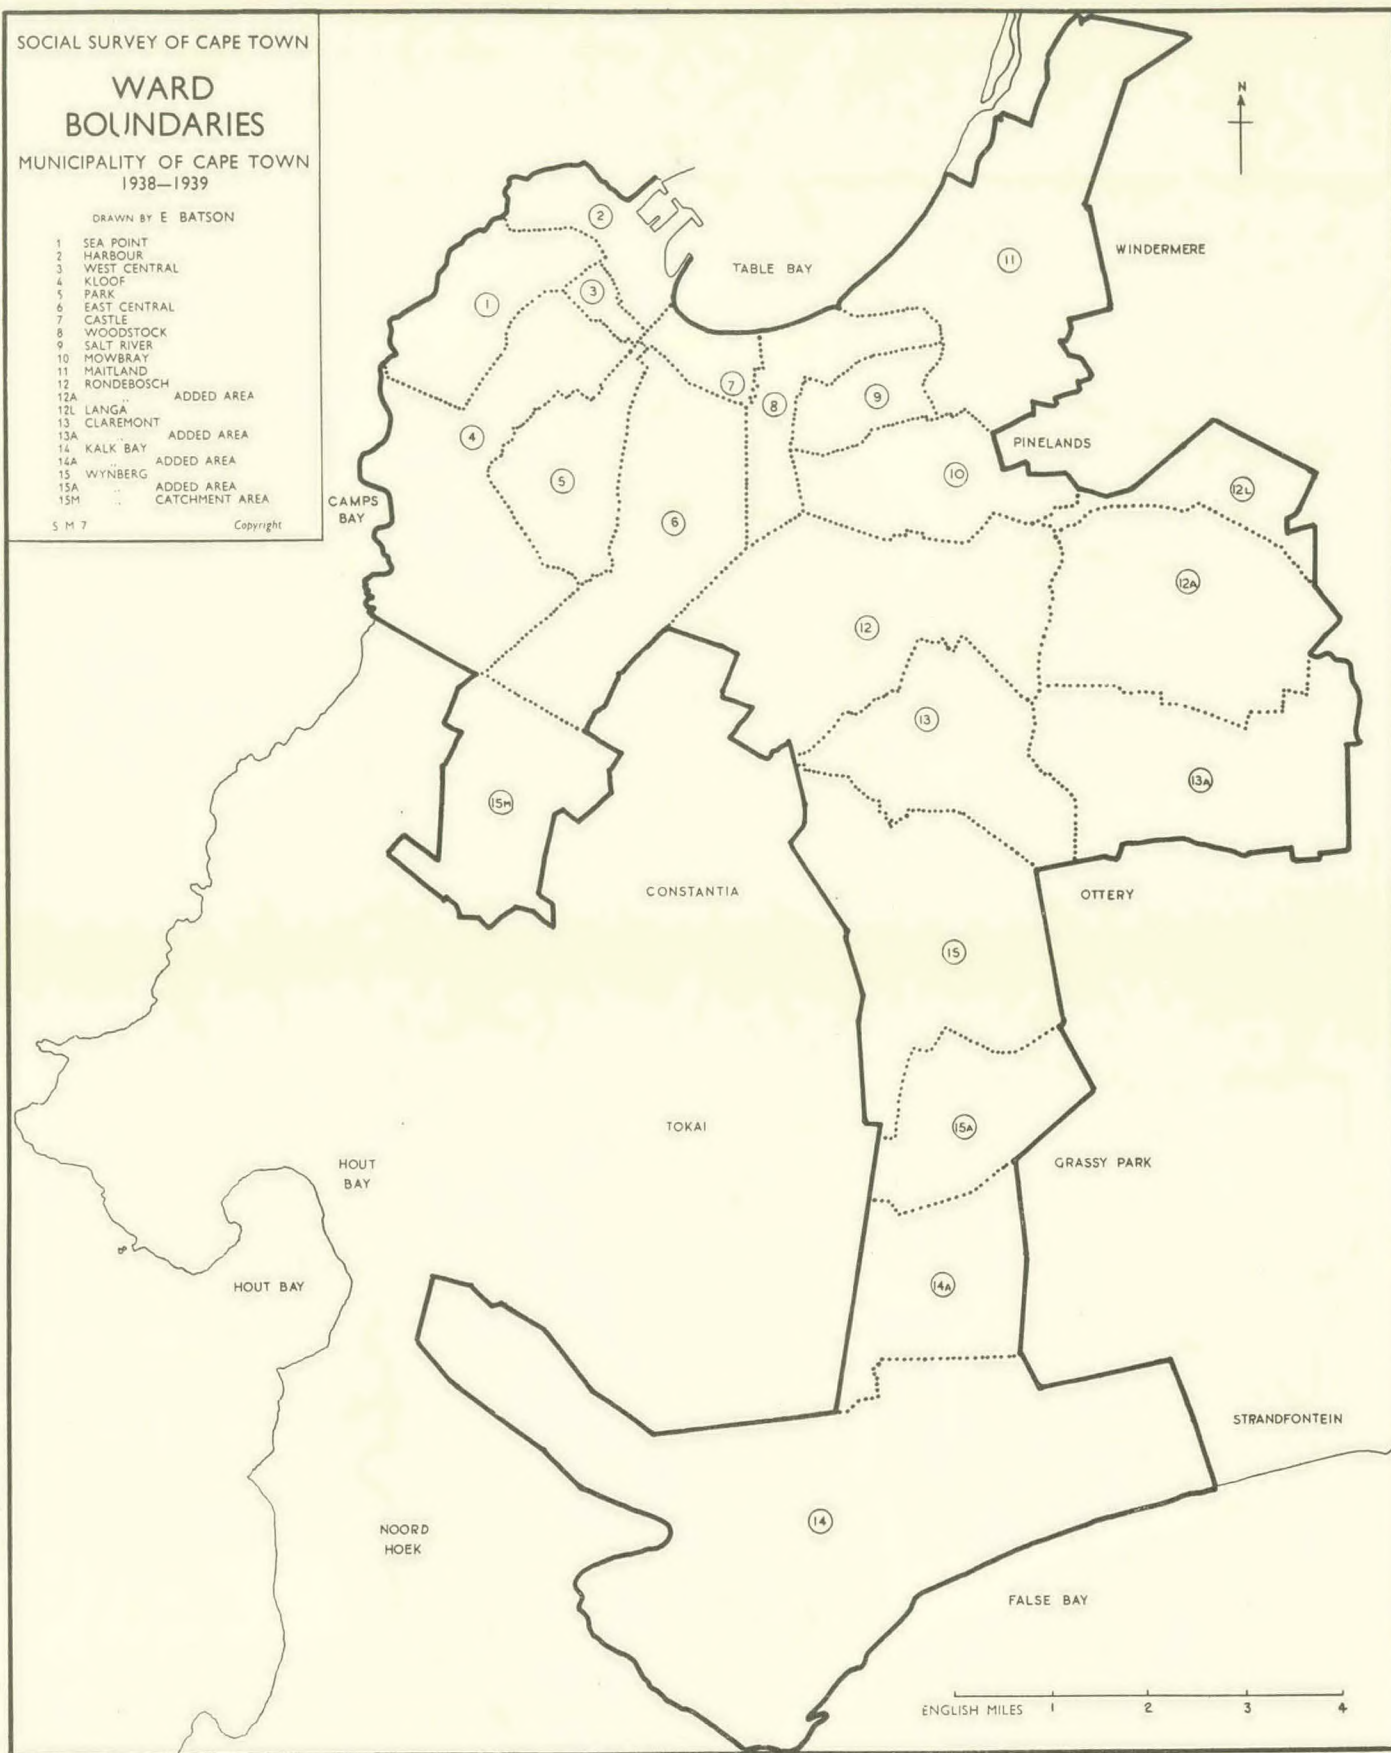 SOCIAL SURVEY OF CAPE TOWN
WARD
BOUNDARIES
MUNICIPALITY OF CAPE TOWN
1938—1939
DRAWN BY E BATSON
1 SEA POINT
2 HARBOUR
3 WEST CENTRAL
4 KLOOF
5 PARK
6 EAST CENTRAL
7 CASTLE
8 WOODSTOCK
9 SALT RIVER
10 MOWBRAY
11 MAITLAND
12 RONDEBOSCH
12A .. ADDED AREA
12L LANGA
13 CLAREMONT
13A .. ADDED AREA
14 KALK BAY
14A .. ADDED AREA
15 WYNBERG
15A .. ADDED AREA
15M .. CATCHMENT AREA
S M 7 Copyright
N
2
11
WINDERMERE
TABLE BAY
3
1
7
9
8
4
PINELANDS
10
5
12L
CAMPS
BAY
6
12A
12
13
13A
15M
CONSTANTIA
OTTERY
15
TOKAI
15A
HOUT
BAY
GRASSY PARK
HOUT BAY
14A
STRANDFONTEIN
14
NOORD
HOEK
FALSE BAY
ENGLISH MILES 1 2 3 4